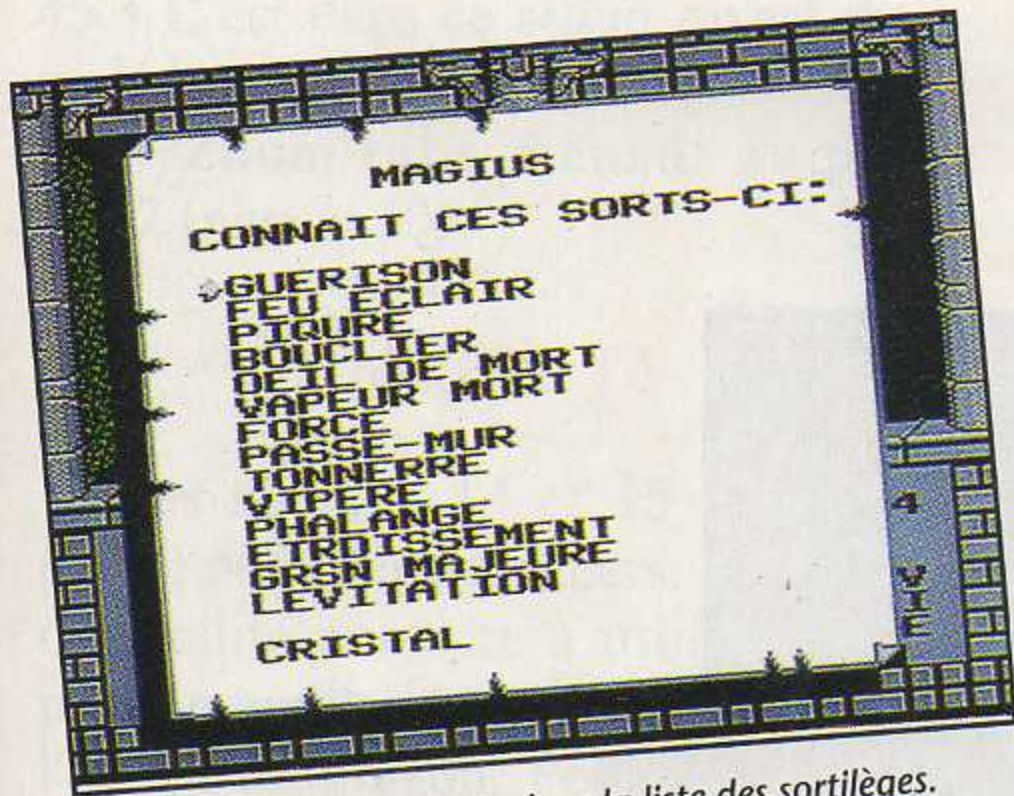 MAGIUS
CONNAIT CES SORTS-CI:
GUERISON
FEU ECLAIR
PIQURE
BOUCLIER
OEIL DE MORT
VAPEUR MORT
FORCE
PASSE-MUR
TONNERRE
VIPERE
PHALANGE
ETRDISSEMENT
GRSN MAJEURE
LEVITATION
CRISTAL
4
VIE
la liste des sortilèges.